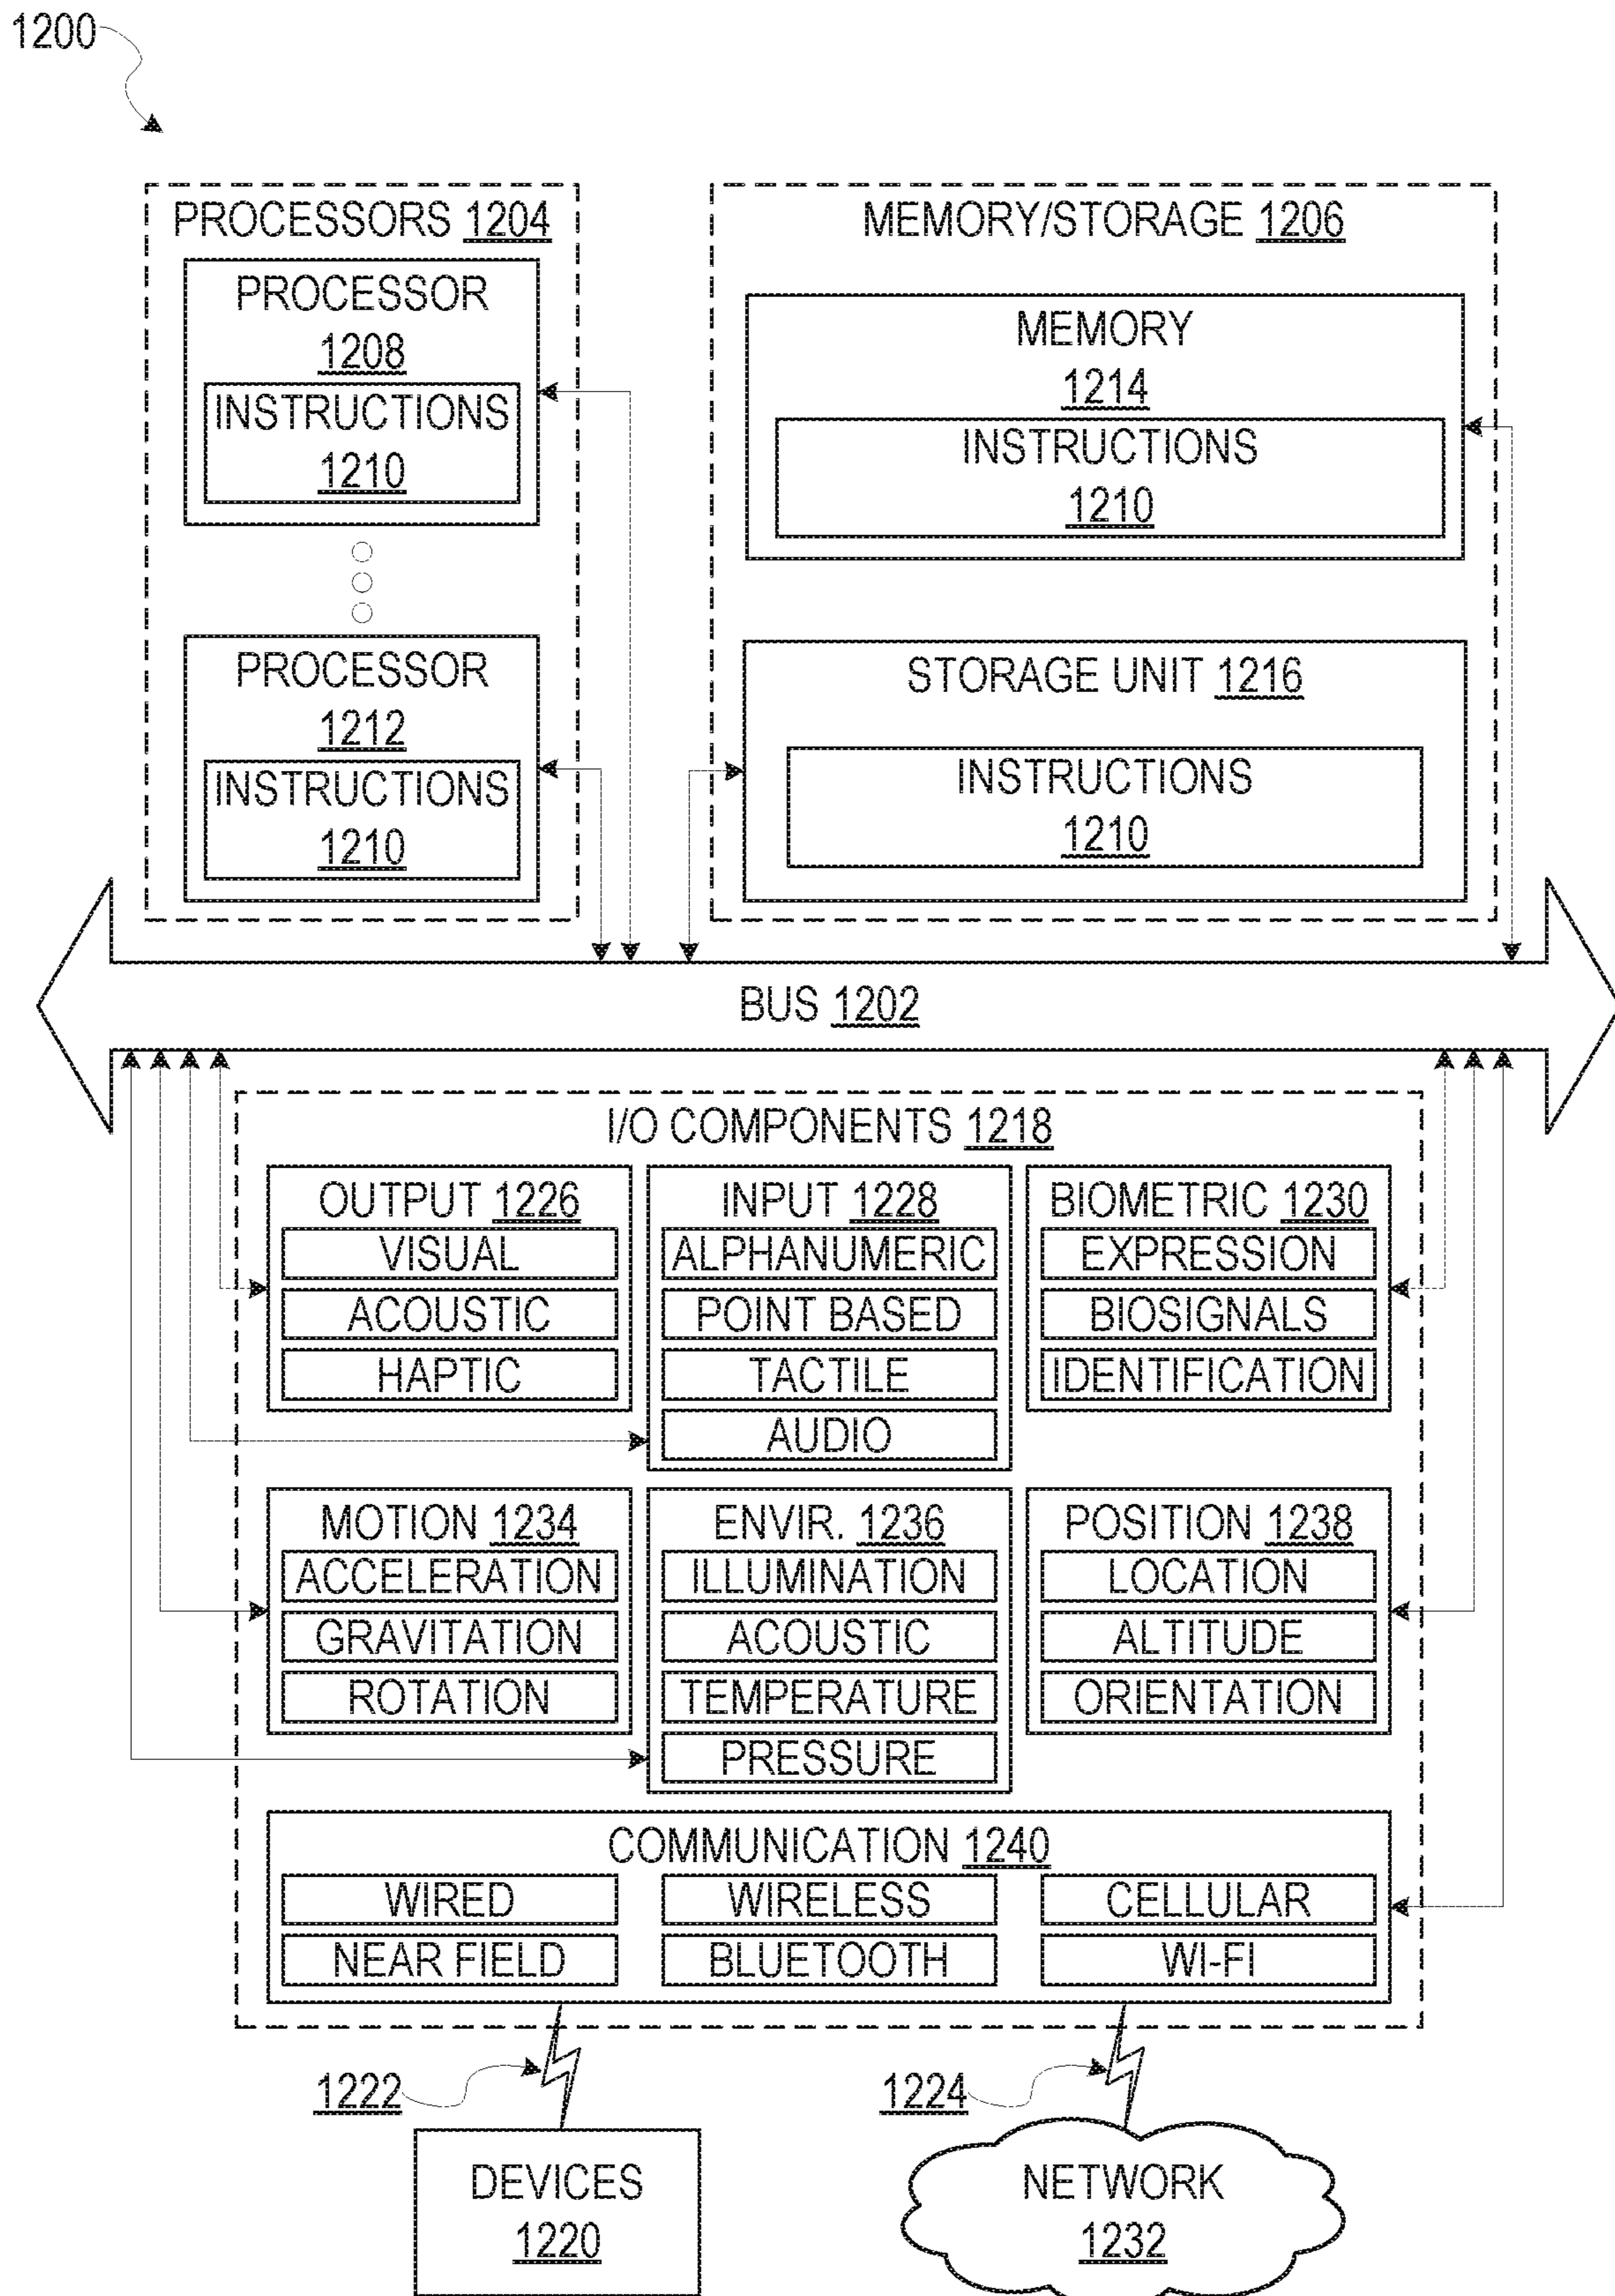 1200
PROCESSORS 1204
PROCESSOR
1208
INSTRUCTIONS
1210
PROCESSOR
1212
INSTRUCTIONS
1210
MEMORY/STORAGE 1206
MEMORY
1214
INSTRUCTIONS
1210
STORAGE UNIT 1216
INSTRUCTIONS
1210
BUS 1202
I/O COMPONENTS 1218
OUTPUT 1226
VISUAL
ACOUSTIC
HAPTIC
INPUT 1228
ALPHANUMERIC
POINT BASED
TACTILE
AUDIO
BIOMETRIC 1230
EXPRESSION
BIOSIGNALS
IDENTIFICATION
MOTION 1234
ACCELERATION
GRAVITATION
ROTATION
ENVIR. 1236
ILLUMINATION
ACOUSTIC
TEMPERATURE
PRESSURE
POSITION 1238
LOCATION
ALTITUDE
ORIENTATION
COMMUNICATION 1240
WIRED
WIRELESS
CELLULAR
NEAR FIELD
BLUETOOTH
WI-FI
1222
1224
DEVICES
1220
NETWORK
1232